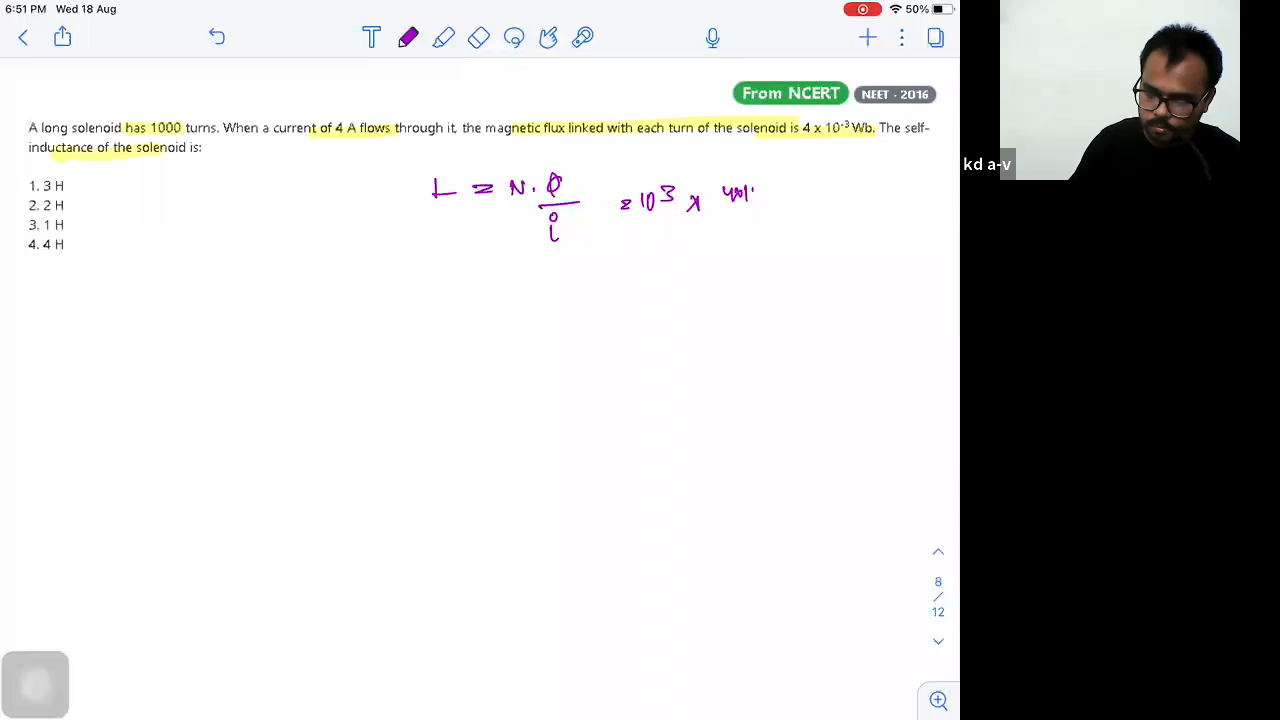 6:51 PM Wed 18 Aug
50%
From NCERT NEET - 2016
A long solenoid has 1000 turns. When a current of 4 A flows through it, the magnetic flux linked with each turn of the solenoid is 4 x 10⁻³ Wb. The self-
inductance of the solenoid is:
1. 3 H
2. 2 H
3. 1 H
4. 4 H
L = N. Φ
i
= 10³ x 4x1
kd a-v
8
/
12